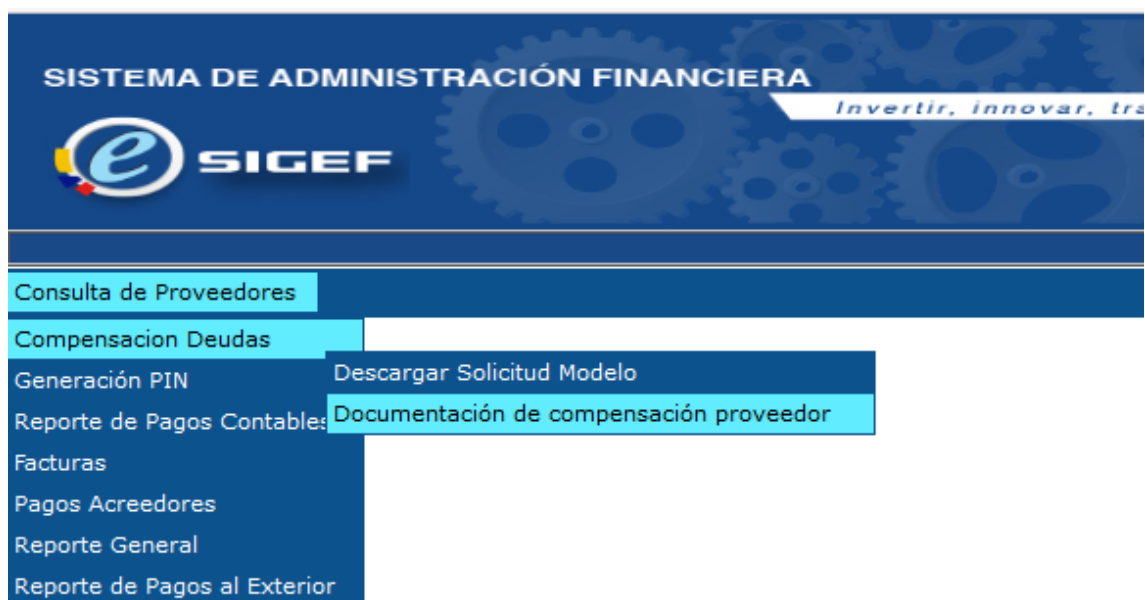 SISTEMA DE ADMINISTRACIÓN FINANCIERA
Invertir, innovar,
e SIGEF
Consulta de Proveedores
Compensacion Deudas
Descargar Solicitud Modelo
Generación PIN
Documentación de compensación proveedor
Reporte de Pagos Contables
Facturas
Pagos Acreedores
Reporte General
Reporte de Pagos al Exterior